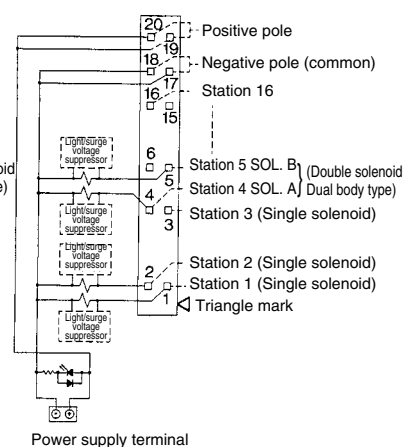 20
Positive pole
19
18
Negative pole (common)
17
16
Station 16
15
Light/surge
voltage
suppressor
6
Station 5 SOL. B
(Double solenoid
5
oid
e)
4
Station 4 SOL. A
Dual body type)
Light/surge
voltage
suppressor
3
Station 3 (Single solenoid)
Light/surge
voltage
suppressor
2
Station 2 (Single solenoid)
1
Station 1 (Single solenoid)
Triangle mark
Light/surge
voltage
suppressor
Power supply terminal